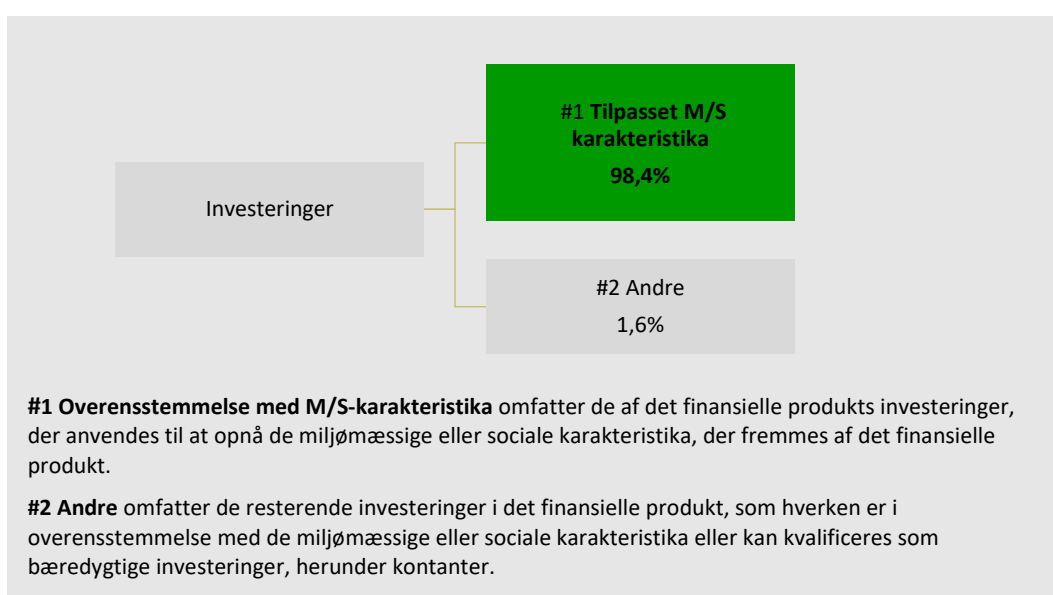 #1 Tilpasset M/S
karakteristika
98,4%
Investeringer
#2 Andre
1,6%
#1 Overensstemmelse med M/S-karakteristika omfatter de af det finansielle produkts investeringer,
der anvendes til at opnå de miljømæssige eller sociale karakteristika, der fremmes af det finansielle
produkt.
#2 Andre omfatter de resterende investeringer i det finansielle produkt, som hverken er i
overensstemmelse med de miljømæssige eller sociale karakteristika eller kan kvalificeres som
bæredygtige investeringer, herunder kontanter.